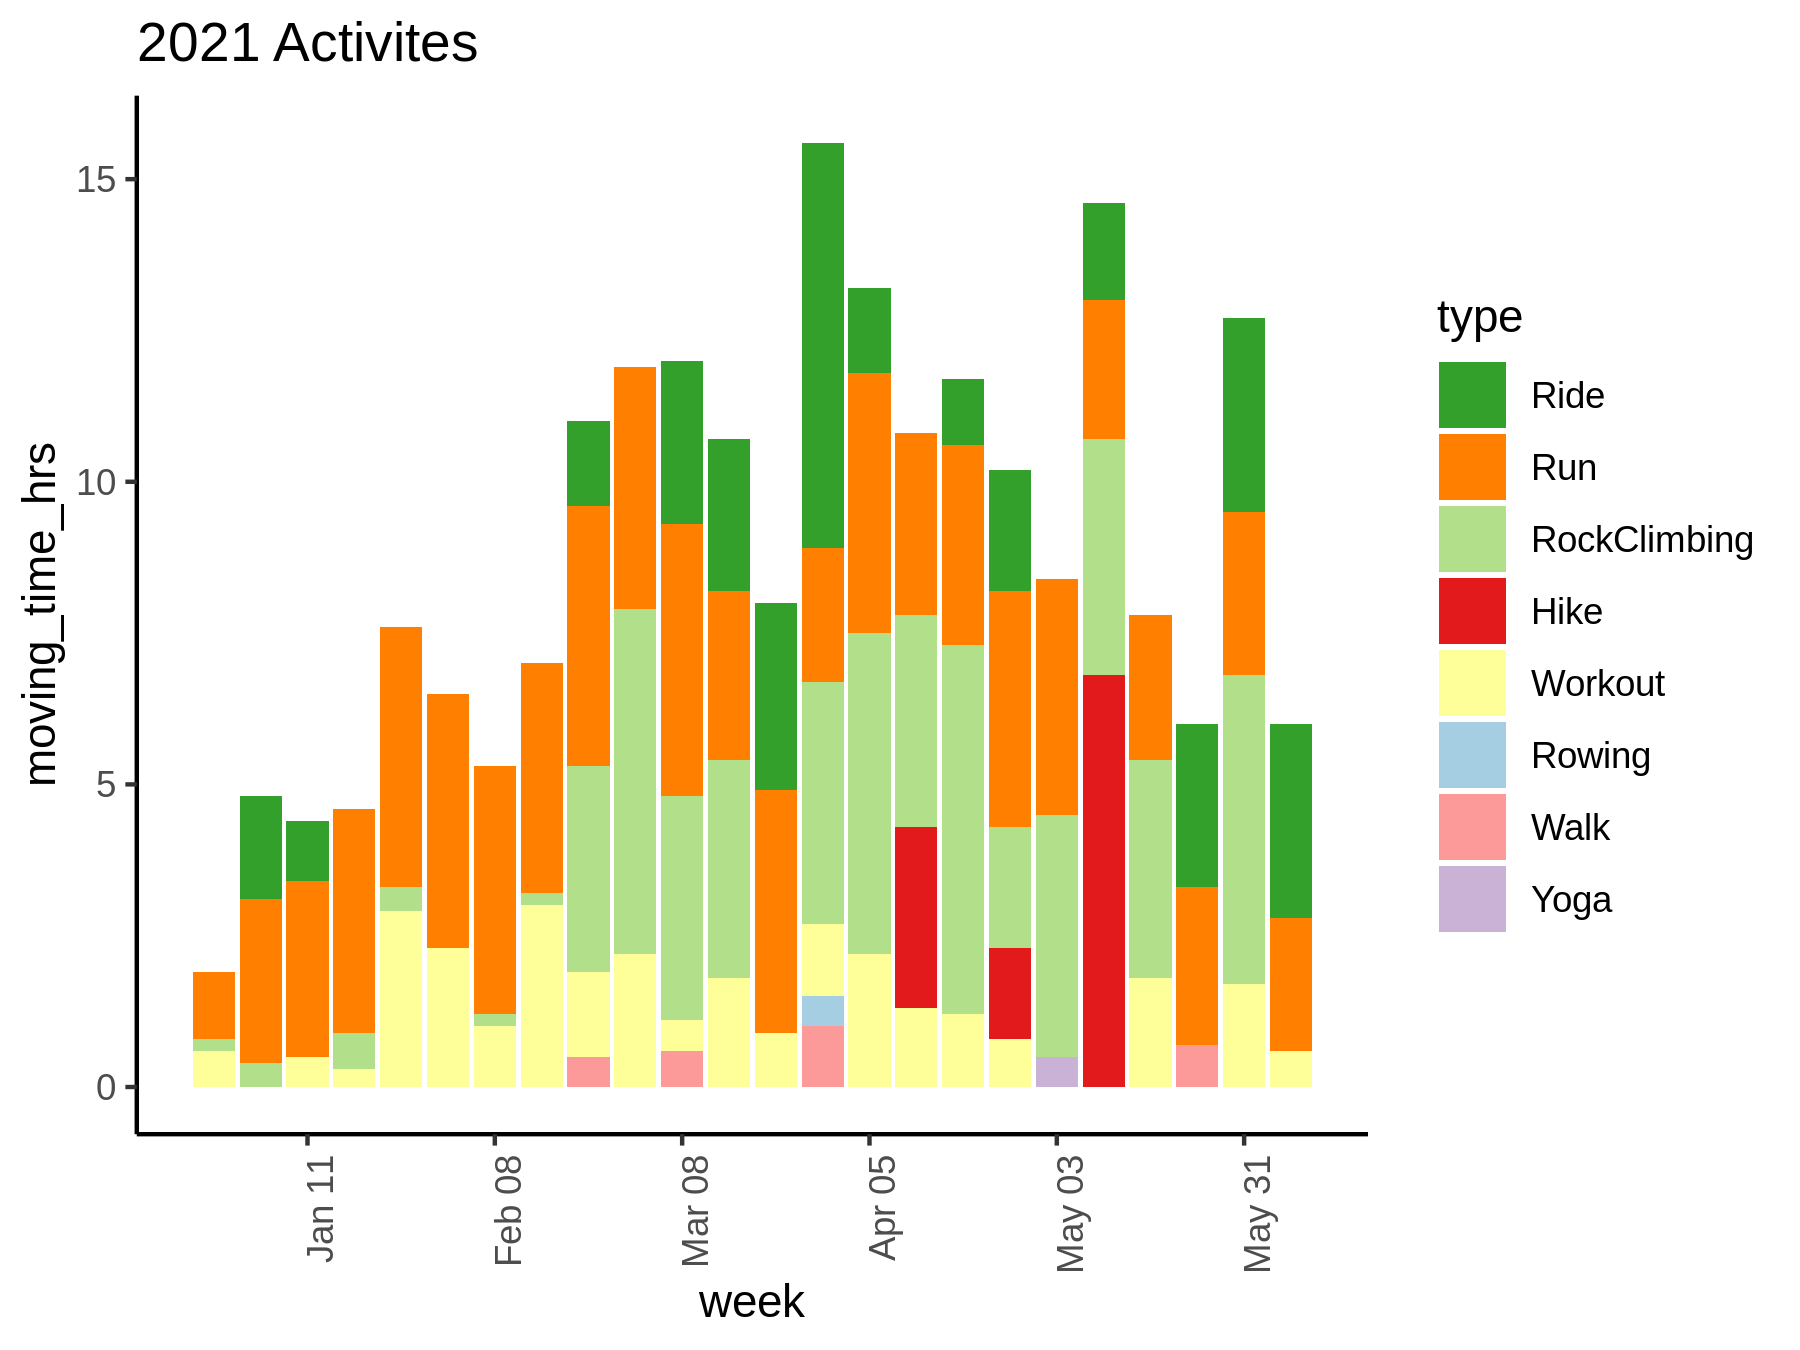 2021 Activites
moving_time_hrs
15
10
5
0
Jan 11
Feb 08
Mar 08
Apr 05
May 03
May 31
week
type
Ride
Run
RockClimbing
Hike
Workout
Rowing
Walk
Yoga